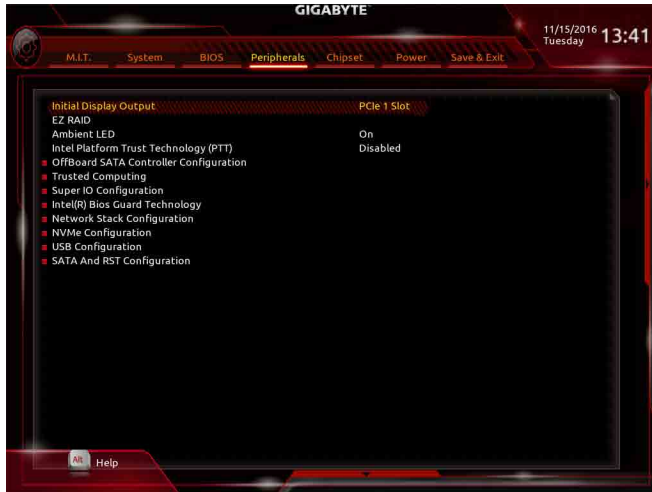 GIGABYTE
11/15/2016 13:41
Tuesday
M.I.T. System BIOS Peripherals Chipset Power Save & Exit
Initial Display Output PCIe 1 Slot
EZ RAID
Ambient LED On
Intel Platform Trust Technology (PTT) Disabled
OffBoard SATA Controller Configuration
Trusted Computing
Super IO Configuration
Intel(R) Bios Guard Technology
Network Stack Configuration
NVMe Configuration
USB Configuration
SATA And RST Configuration
Alt Help